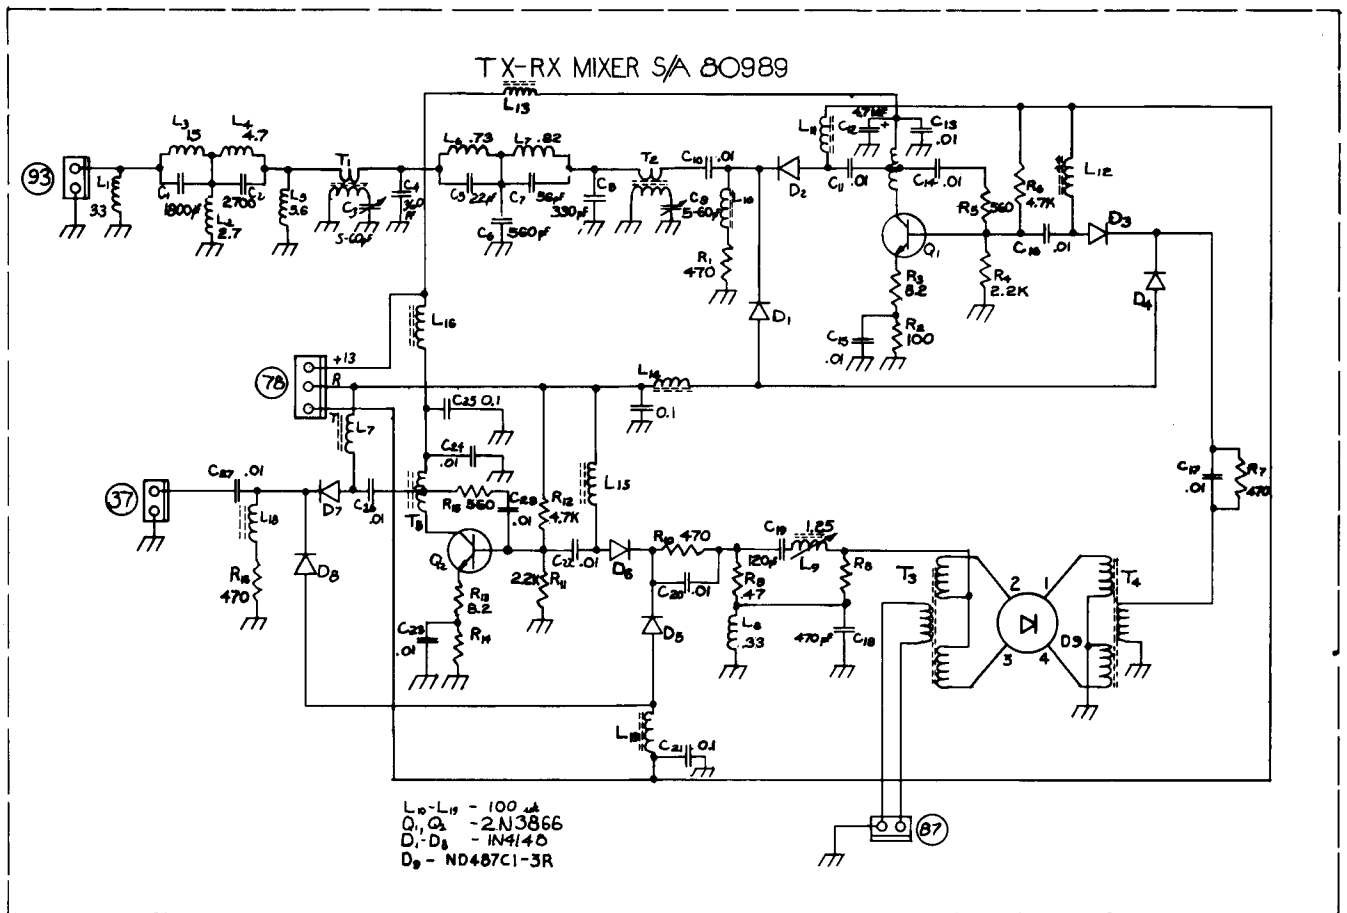 TX-RX MIXER S/A 80989
L13
L3
15
L4
4.7
L6 .73
L7 .82
T1
T2
C10 .01
D2
L11
C12
C13
.01
C11 .01
C14 .01
93
L1
33
C1
1800pf
C2
2700
L2
2.7
L5
5.6
C3
5-60pf
C4
C5
22pf
C7
56pf
C6
560pf
C8
330pf
C9
5-60pf
L10
R1
470
D1
Q1
R3
8.2
R2
100
C15
.01
R5
560
R6
4.7K
R4
2.2K
C16 .01
L12
D3
D4
L16
78
+13
R
T
L7
L14
0.1
C25 0.1
C24
.01
37
C27 .01
L18
R16
470
D7
D8
C26
.01
T5
R15 560
C28
.01
R12
4.7K
L15
Q2
C22 .01
D6
2.2K
R11
R13
8.2
R14
C23
.01
R10 470
C20 .01
D5
C19
120pf
1.25
L9
R9
47
L8
.33
R8
470pf
C18
C21 0.1
C17
.01
R7
470
T3
T4
2
1
3
4
D9
87
L10-L19 - 100
Q1, Q2 - 2N3866
D1-D8 - 1N4148
D9 - ND487C1-3R